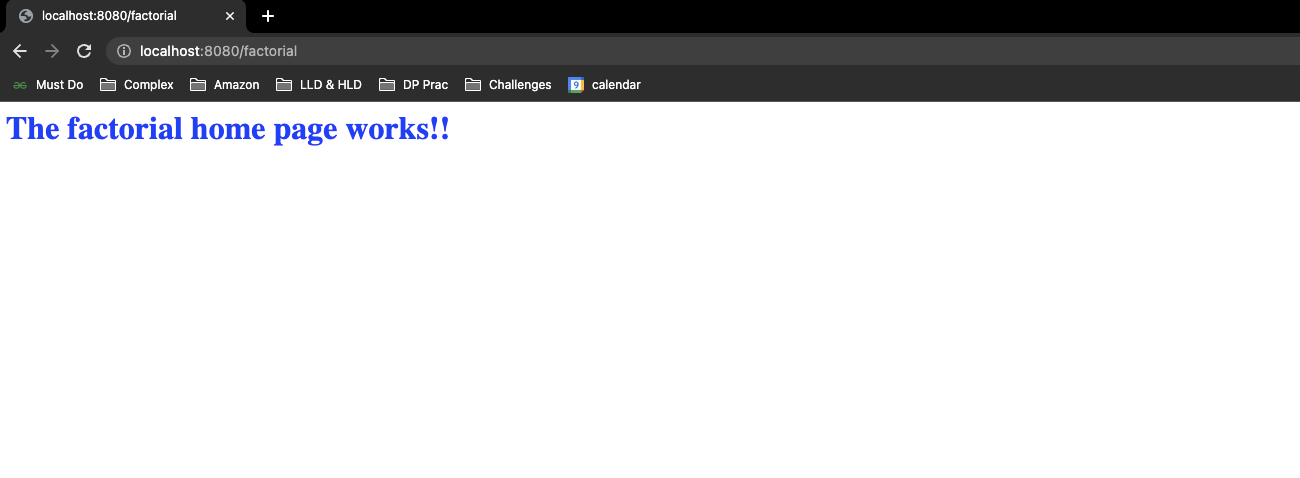 localhost:8080/factorial
localhost:8080/factorial
Must Do Complex Amazon LLD & HLD DP Prac Challenges 9 calendar
The factorial home page works!!